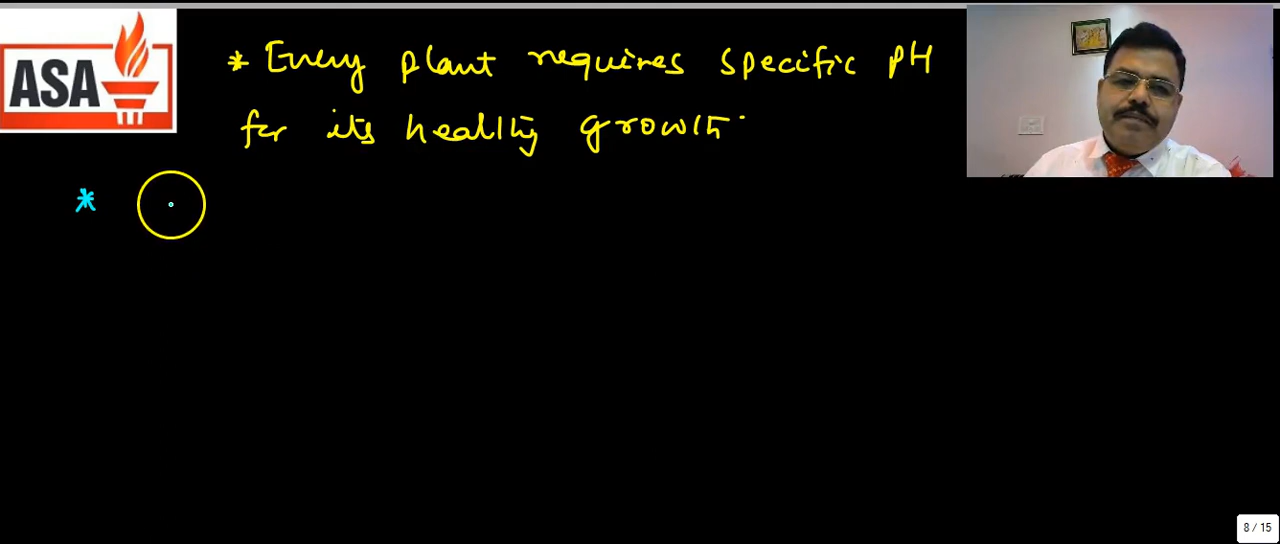 ASA
* Every plant requires specific pH
for its healthy growth.
*
8 / 15